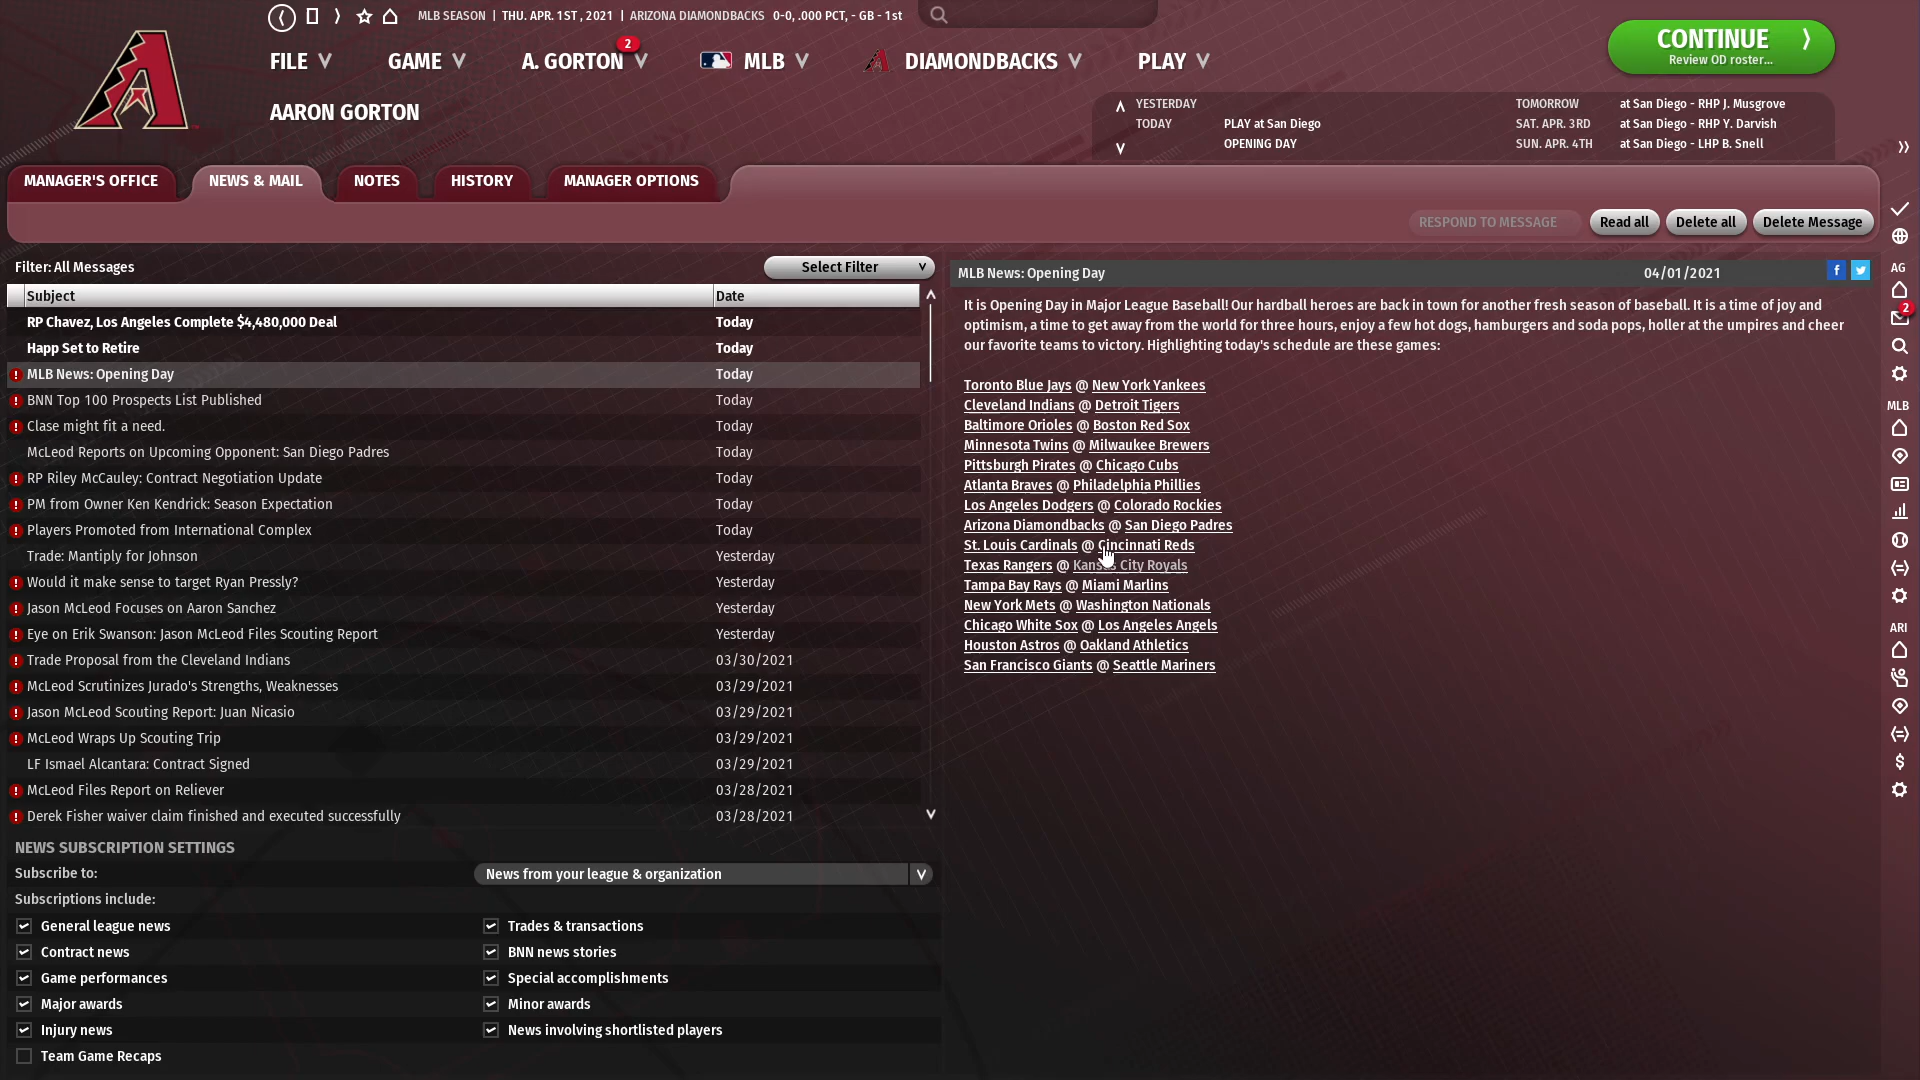 MLB SEASON | THU. APR. 1ST , 2021 | ARIZONA DIAMONDBACKS 0-0, .000 PCT, - GB - 1st
FILE GAME A. GORTON 2 MLB DIAMONDBACKS PLAY
CONTINUE
Review OD roster...
AARON GORTON
YESTERDAY
TODAY PLAY at San Diego
OPENING DAY
TOMORROW at San Diego - RHP J. Musgrove
SAT. APR. 3RD at San Diego - RHP Y. Darvish
SUN. APR. 4TH at San Diego - LHP B. Snell
MANAGER'S OFFICE NEWS & MAIL NOTES HISTORY MANAGER OPTIONS
RESPOND TO MESSAGE Read all Delete all Delete Message
Filter: All Messages Select Filter
Subject Date
RP Chavez, Los Angeles Complete $4,480,000 Deal Today
Happ Set to Retire Today
MLB News: Opening Day Today
BNN Top 100 Prospects List Published Today
Clase might fit a need. Today
McLeod Reports on Upcoming Opponent: San Diego Padres Today
RP Riley McCauley: Contract Negotiation Update Today
PM from Owner Ken Kendrick: Season Expectation Today
Players Promoted from International Complex Today
Trade: Mantiply for Johnson Yesterday
Would it make sense to target Ryan Pressly? Yesterday
Jason McLeod Focuses on Aaron Sanchez Yesterday
Eye on Erik Swanson: Jason McLeod Files Scouting Report Yesterday
Trade Proposal from the Cleveland Indians 03/30/2021
McLeod Scrutinizes Jurado's Strengths, Weaknesses 03/29/2021
Jason McLeod Scouting Report: Juan Nicasio 03/29/2021
McLeod Wraps Up Scouting Trip 03/29/2021
LF Ismael Alcantara: Contract Signed 03/29/2021
McLeod Files Report on Reliever 03/28/2021
Derek Fisher waiver claim finished and executed successfully 03/28/2021
NEWS SUBSCRIPTION SETTINGS
Subscribe to: News from your league & organization
Subscriptions include:
General league news Trades & transactions
Contract news BNN news stories
Game performances Special accomplishments
Major awards Minor awards
Injury news News involving shortlisted players
Team Game Recaps
MLB News: Opening Day 04/01/2021
It is Opening Day in Major League Baseball! Our hardball heroes are back in town for another fresh season of baseball. It is a time of joy and
optimism, a time to get away from the world for three hours, enjoy a few hot dogs, hamburgers and soda pops, holler at the umpires and cheer
our favorite teams to victory. Highlighting today's schedule are these games:
Toronto Blue Jays @ New York Yankees
Cleveland Indians @ Detroit Tigers
Baltimore Orioles @ Boston Red Sox
Minnesota Twins @ Milwaukee Brewers
Pittsburgh Pirates @ Chicago Cubs
Atlanta Braves @ Philadelphia Phillies
Los Angeles Dodgers @ Colorado Rockies
Arizona Diamondbacks @ San Diego Padres
St. Louis Cardinals @ Cincinnati Reds
Texas Rangers @ Kansas City Royals
Tampa Bay Rays @ Miami Marlins
New York Mets @ Washington Nationals
Chicago White Sox @ Los Angeles Angels
Houston Astros @ Oakland Athletics
San Francisco Giants @ Seattle Mariners
AG
2
MLB
ARI